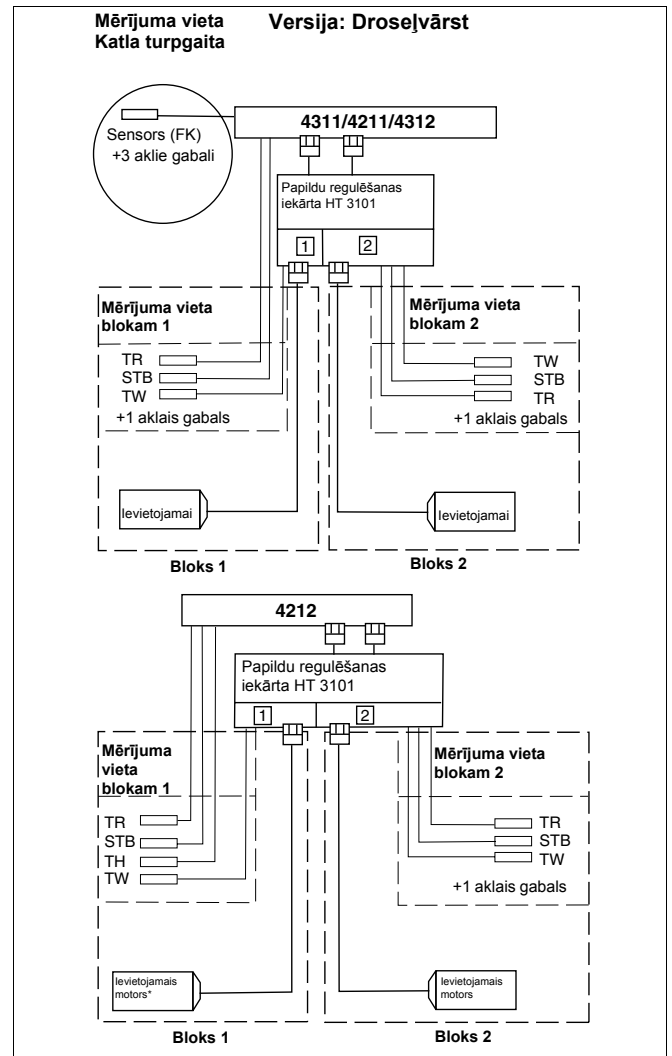 Mērījuma vieta
Katla turpgaita
Versija: Droseļvārst
4311/4211/4312
Sensors (FK)
+3 aklie gabali
Papildu regulēšanas
iekārta HT 3101
1
2
Mērījuma vieta
blokam 1
TR
STB
TW
+1 aklais gabals
Mērījuma vieta
blokam 2
TW
STB
TR
+1 aklais gabals
Ievietojamai
Ievietojamai
Bloks 1
Bloks 2
4212
Papildu regulēšanas
iekārta HT 3101
1
2
Mērījuma
vieta
blokam 1
TR
STB
TH
TW
Mērījuma vieta
blokam 2
TR
STB
TW
+1 aklais gabals
Ievietojamais
motors*
Ievietojamais
motors
Bloks 1
Bloks 2